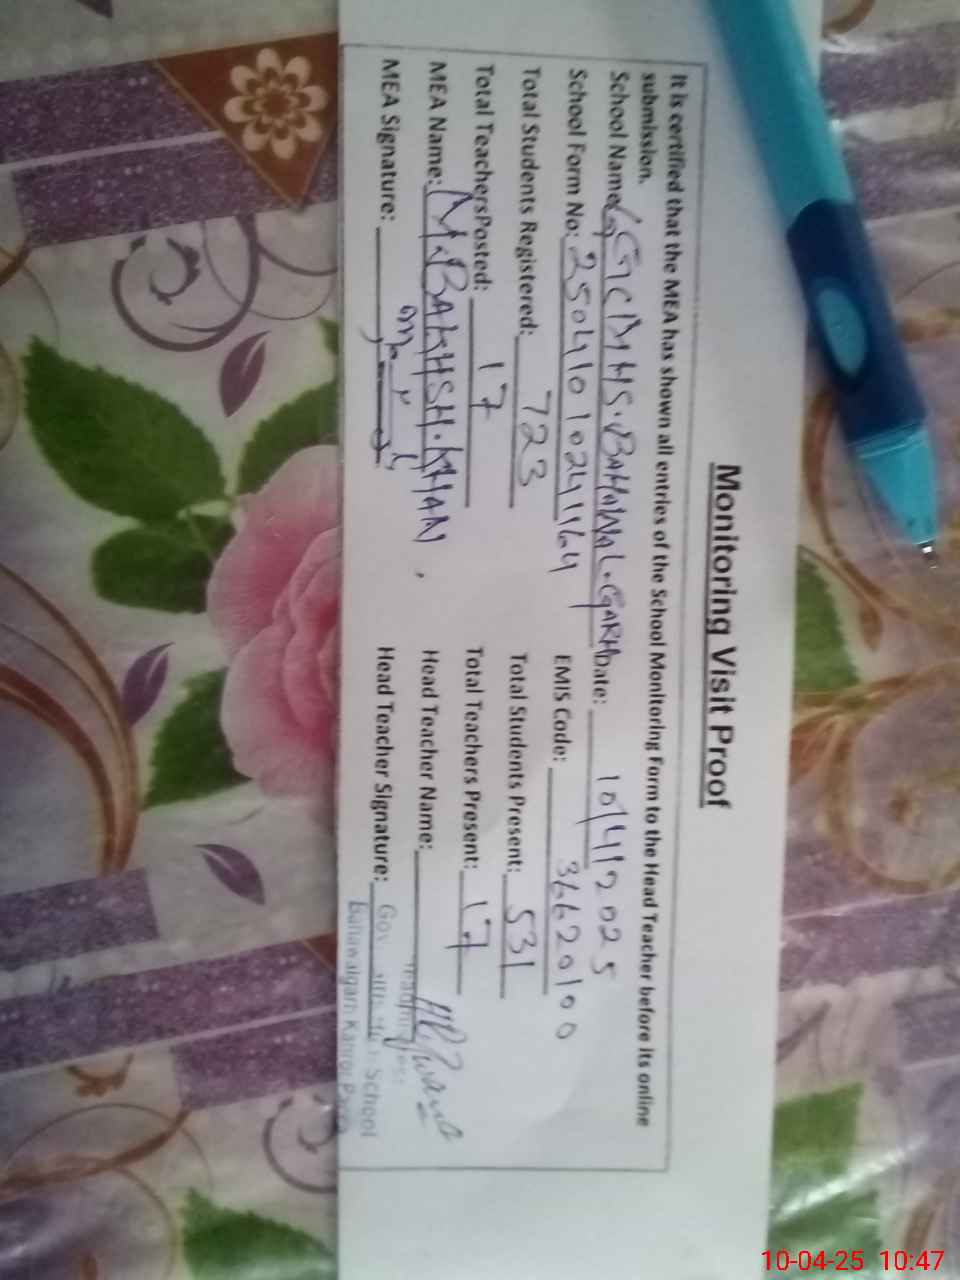 Monitoring Visit Proof
It is certified that the MEA has shown all entries of the School Monitoring Form to the Head Teacher before its online
submission.
School Name: GGCMHS.BAHAWAL.GARH Date: 10/4/2025
School Form No: 25041010241164 EMIS Code: 36620100
Total Students Registered: 723 Total Students Present: 531
Total TeachersPosted: 17 Total Teachers Present: 17
MEA Name: M.BAKHSH.KHAN. Head Teacher Name:
MEA Signature: Head Teacher Signature:
School
10-04-25 10:47